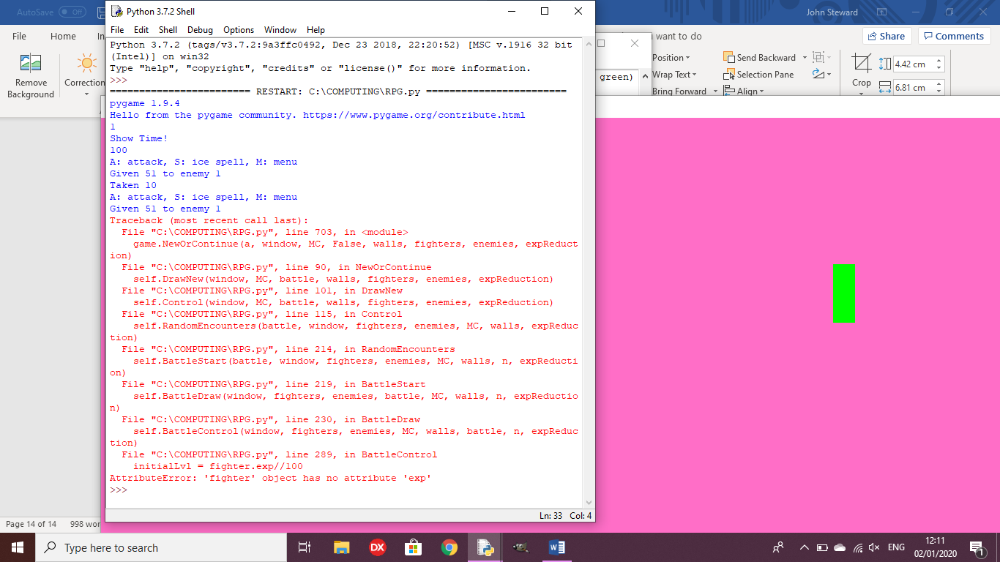 AutoSave Off
John Steward
File Home In
u want to do
Share Comments
Remove Background
Correction
Position
Wrap Text
Bring Forward
Send Backward
Selection Pane
Align
Crop
4.42 cm
6.81 cm
green)
Python 3.7.2 Shell
File Edit Shell Debug Options Window Help
Python 3.7.2 (tags/v3.7.2:9a3ffc0492, Dec 23 2018, 22:20:52) [MSC v.1916 32 bit
(Intel)] on win32
Type "help", "copyright", "credits" or "license()" for more information.
>>>
======================== RESTART: C:\COMPUTING\RPG.py ========================
pygame 1.9.4
Hello from the pygame community. https://www.pygame.org/contribute.html
1
Show Time!
100
A: attack, S: ice spell, M: menu
Given 51 to enemy 1
Taken 10
A: attack, S: ice spell, M: menu
Given 51 to enemy 1
Traceback (most recent call last):
File "C:\COMPUTING\RPG.py", line 703, in <module>
game.NewOrContinue(a, window, MC, False, walls, fighters, enemies, expReduct
ion)
File "C:\COMPUTING\RPG.py", line 90, in NewOrContinue
self.DrawNew(window, MC, battle, walls, fighters, enemies, expReduction)
File "C:\COMPUTING\RPG.py", line 101, in DrawNew
self.Control(window, MC, battle, walls, fighters, enemies, expReduction)
File "C:\COMPUTING\RPG.py", line 115, in Control
self.RandomEncounters(battle, window, fighters, enemies, MC, walls, expReduc
tion)
File "C:\COMPUTING\RPG.py", line 214, in RandomEncounters
self.BattleStart(battle, window, fighters, enemies, MC, walls, n, expReducti
on)
File "C:\COMPUTING\RPG.py", line 219, in BattleStart
self.BattleDraw(window, fighters, enemies, battle, MC, walls, n, expReductio
n)
File "C:\COMPUTING\RPG.py", line 230, in BattleDraw
self.BattleControl(window, fighters, enemies, MC, walls, battle, n, expReduc
tion)
File "C:\COMPUTING\RPG.py", line 289, in BattleControl
initialLvl = fighter.exp//100
AttributeError: 'fighter' object has no attribute 'exp'
>>>
Ln: 33 Col: 4
Page 14 of 14 998 wor
Type here to search
DX
ENG
12:11
02/01/2020
1